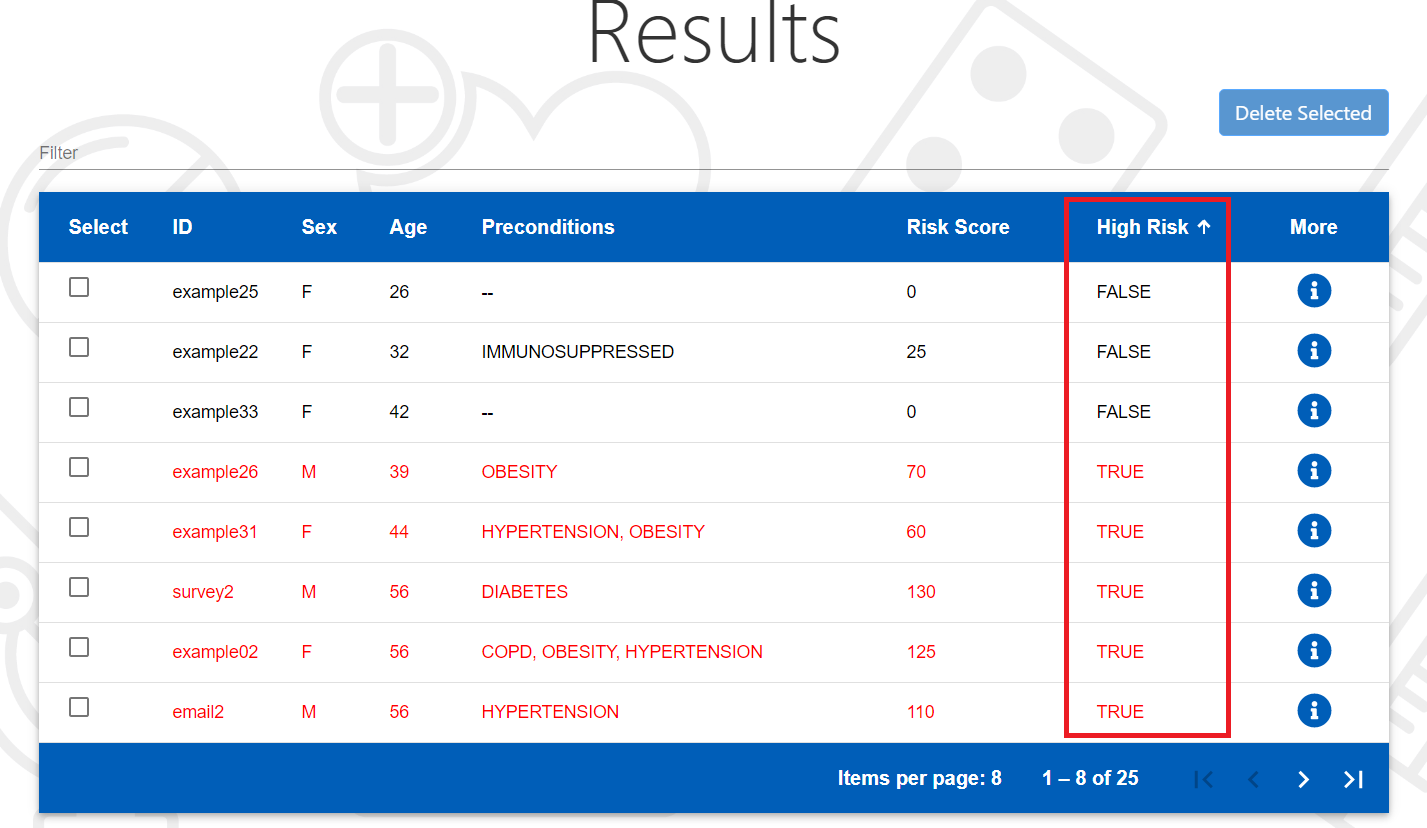 Results
Delete Selected
Filter
Select ID Sex Age Preconditions Risk Score High Risk ↑ More
example25 F 26 -- 0 FALSE
example22 F 32 IMMUNOSUPPRESSED 25 FALSE
example33 F 42 -- 0 FALSE
example26 M 39 OBESITY 70 TRUE
example31 F 44 HYPERTENSION, OBESITY 60 TRUE
survey2 M 56 DIABETES 130 TRUE
example02 F 56 COPD, OBESITY, HYPERTENSION 125 TRUE
email2 M 56 HYPERTENSION 110 TRUE
Items per page: 8 1 – 8 of 25